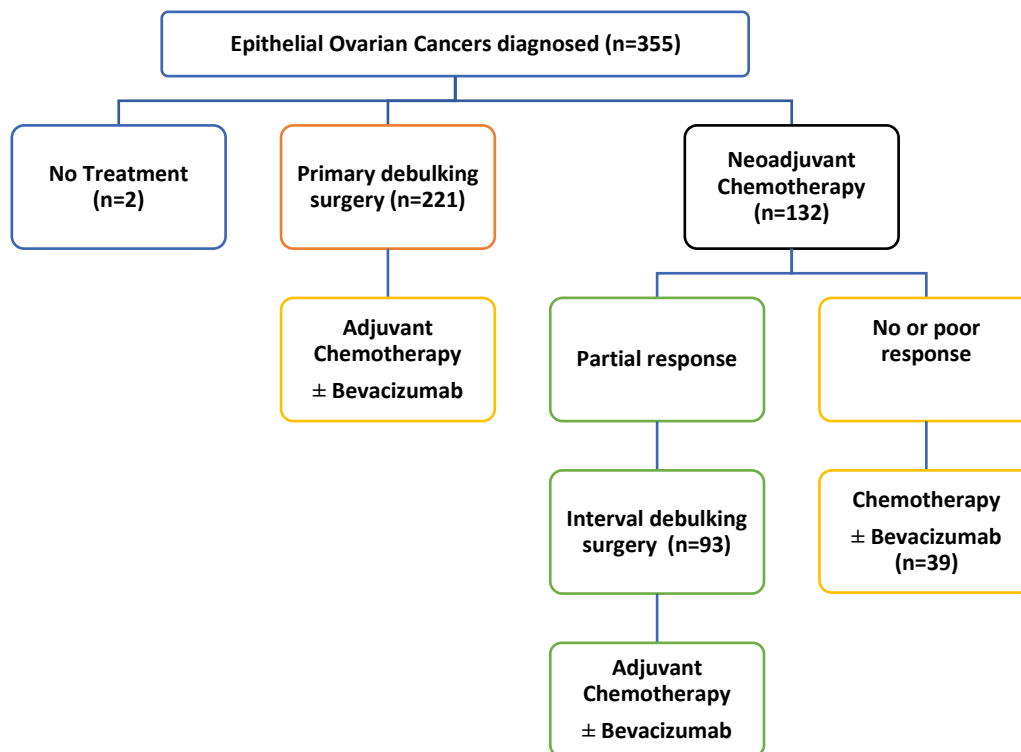 Epithelial Ovarian Cancers diagnosed (n=355)
No Treatment
(n=2)
Primary debulking
surgery (n=221)
Neoadjuvant
Chemotherapy
(n=132)
Adjuvant
Chemotherapy
± Bevacizumab
Partial response
No or poor
response
Interval debulking
surgery (n=93)
Chemotherapy
± Bevacizumab
(n=39)
Adjuvant
Chemotherapy
± Bevacizumab